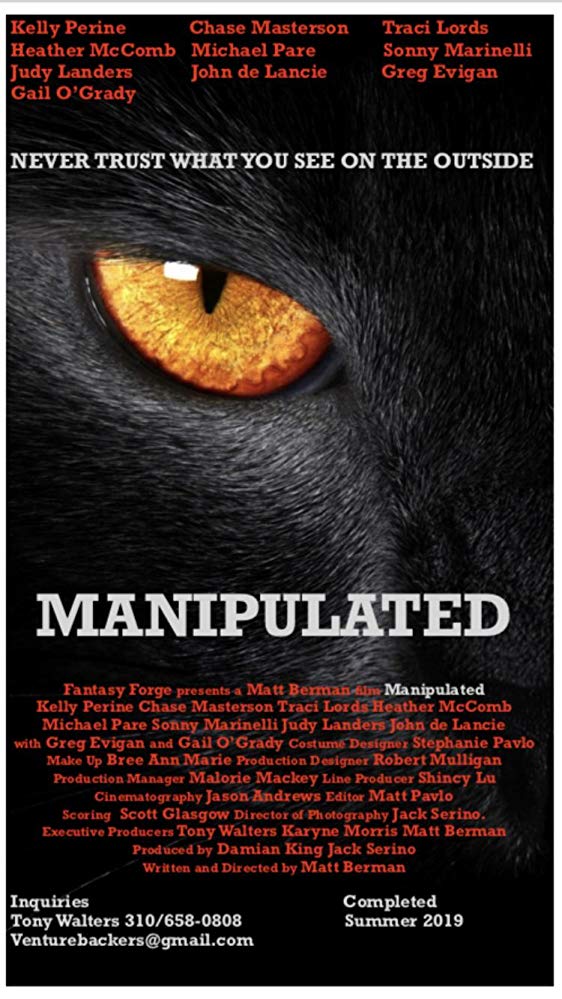 Kelly Perine Chase Masterson Traci Lords
Heather McComb Michael Pare Sonny Marinelli
Judy Landers John de Lancie Greg Evigan
Gail O'Grady
NEVER TRUST WHAT YOU SEE ON THE OUTSIDE
MANIPULATED
Fantasy Forge presents a Matt Berman film Manipulated
Kelly Perine Chase Masterson Traci Lords Heather McComb
Michael Pare Sonny Marinelli Judy Landers John de Lancie
with Greg Evigan and Gail O'Grady Costume Designer Stephanie Pavlo
Make Up Bree Ann Marie Production Designer Robert Mulligan
Production Manager Malorie Mackey Line Producer Shincy Lu
Cinematography Jason Andrews Editor Matt Pavlo
Scoring Scott Glasgow Director of Photography Jack Serino.
Executive Producers Tony Walters Karyne Morris Matt Berman
Produced by Damian King Jack Serino
Written and Directed by Matt Berman
Inquiries Completed
Tony Walters 310/658-0808 Summer 2019
Venturebackers@gmail.com